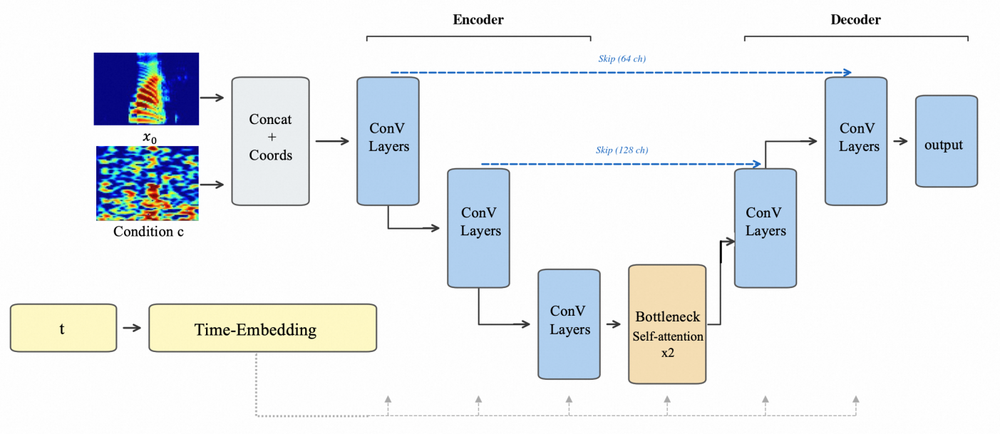 Encoder
Decoder
Skip (64 ch)
x₀
Concat
+
Coords
ConV
Layers
ConV
Layers
output
Skip (128 ch)
Condition c
ConV
Layers
ConV
Layers
t
Time-Embedding
ConV
Layers
Bottleneck
Self-attention
x2